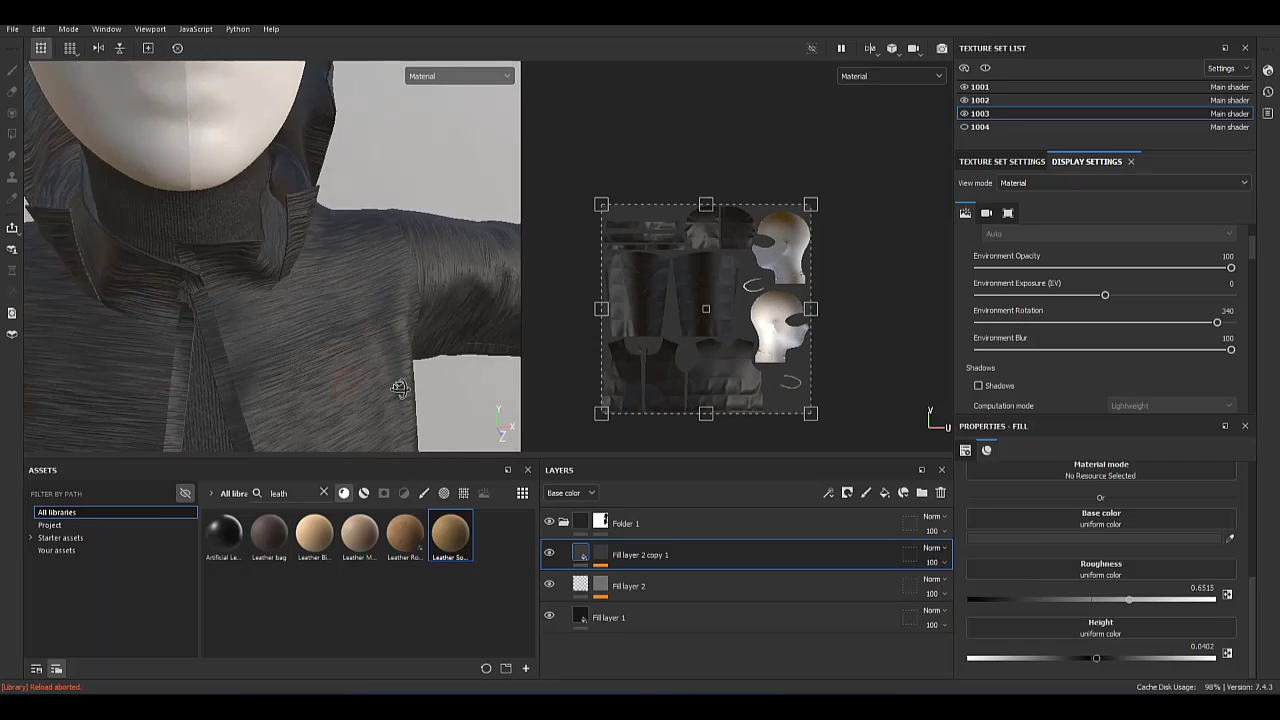 File Edit Mode Window Viewport JavaScript Python Help
Material
Material
TEXTURE SET LIST
Settings
1001 Main shader
1002 Main shader
1003 Main shader
1004 Main shader
TEXTURE SET SETTINGS DISPLAY SETTINGS
View mode Material
Auto
Environment Opacity 100
Environment Exposure (EV) 0
Environment Rotation 340
Environment Blur 100
Shadows
Shadows
Computation mode Lightweight
Y
X
Z
V
U
PROPERTIES - FILL
Material mode
No Resource Selected
Or
Base color
uniform color
Roughness
uniform color
0.6515
Height
uniform color
0.0402
ASSETS
FILTER BY PATH
All libraries
Project
Starter assets
Your assets
All libra
leath
Artificial Le...
Leather bag
Leather Bi...
Leather M...
Leather Ro...
Leather So...
LAYERS
Base color
Folder 1 Norm 100
Fill layer 2 copy 1 Norm 100
Fill layer 2 Norm 100
Fill layer 1 Norm 100
[Library] Reload aborted.
Cache Disk Usage: 98% | Version: 7.4.3